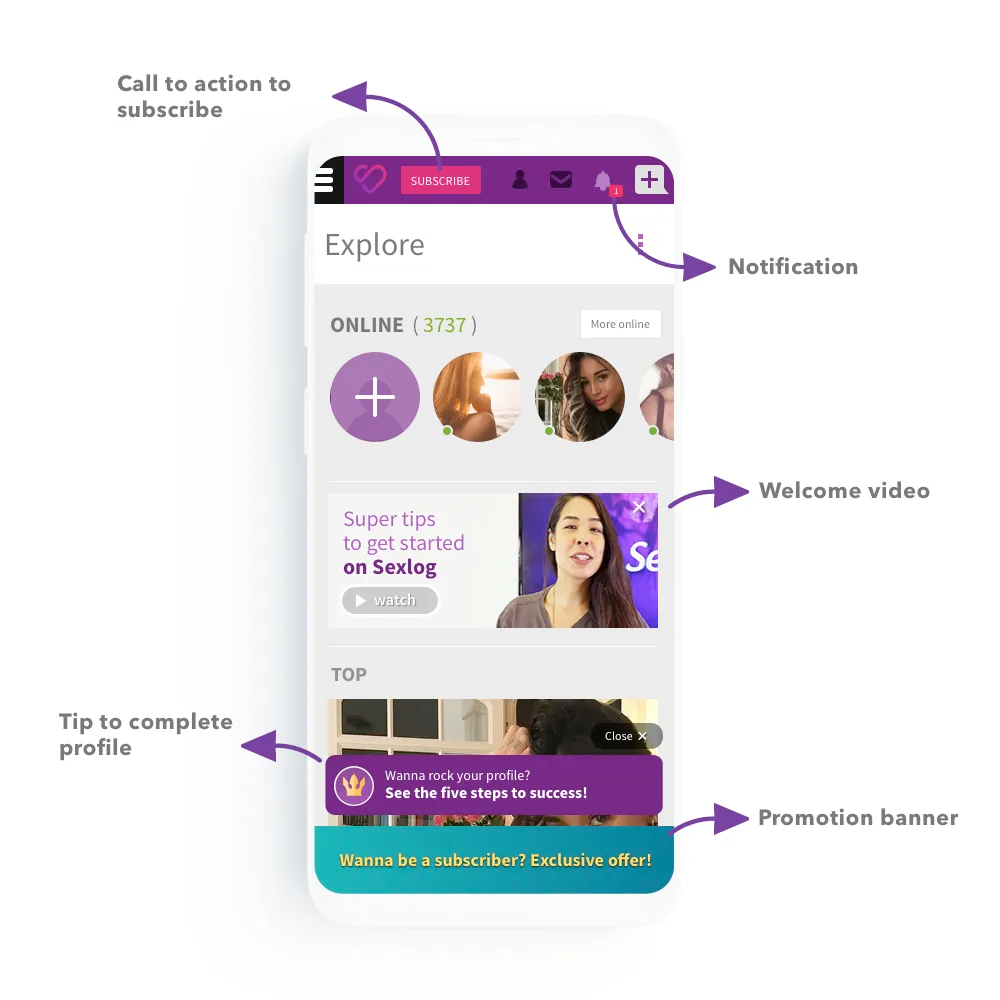 Call to action to
subscribe
SUBSCRIBE
1
Explore
Notification
ONLINE ( 3737 )
More online
Welcome video
Super tips
to get started
on Sexlog
watch
Se
TOP
Tip to complete
profile
Close ✕
Wanna rock your profile?
See the five steps to success!
Promotion banner
Wanna be a subscriber? Exclusive offer!